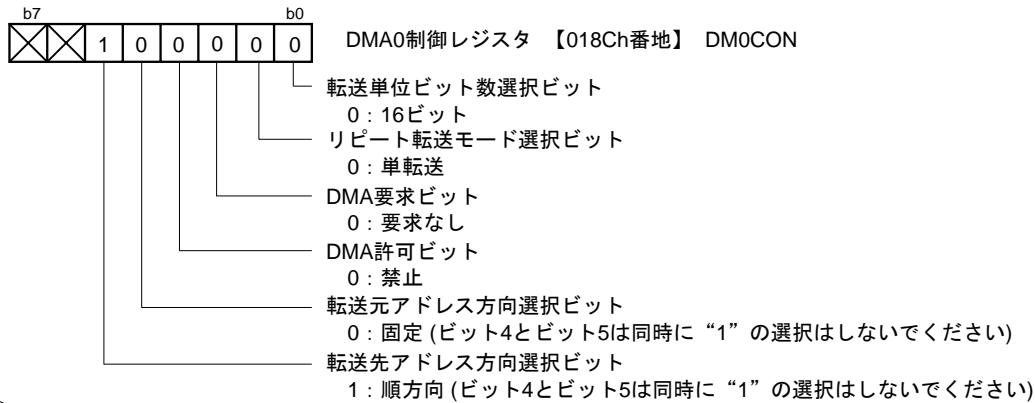 b7 b0
1 0 0 0 0 0 DMA0制御レジスタ 【018Ch番地】 DM0CON
転送単位ビット数選択ビット
0：16ビット
リピート転送モード選択ビット
0：単転送
DMA要求ビット
0：要求なし
DMA許可ビット
0：禁止
転送元アドレス方向選択ビット
0：固定 (ビット4とビット5は同時に“1”の選択はしないでください)
転送先アドレス方向選択ビット
1：順方向 (ビット4とビット5は同時に“1”の選択はしないでください)